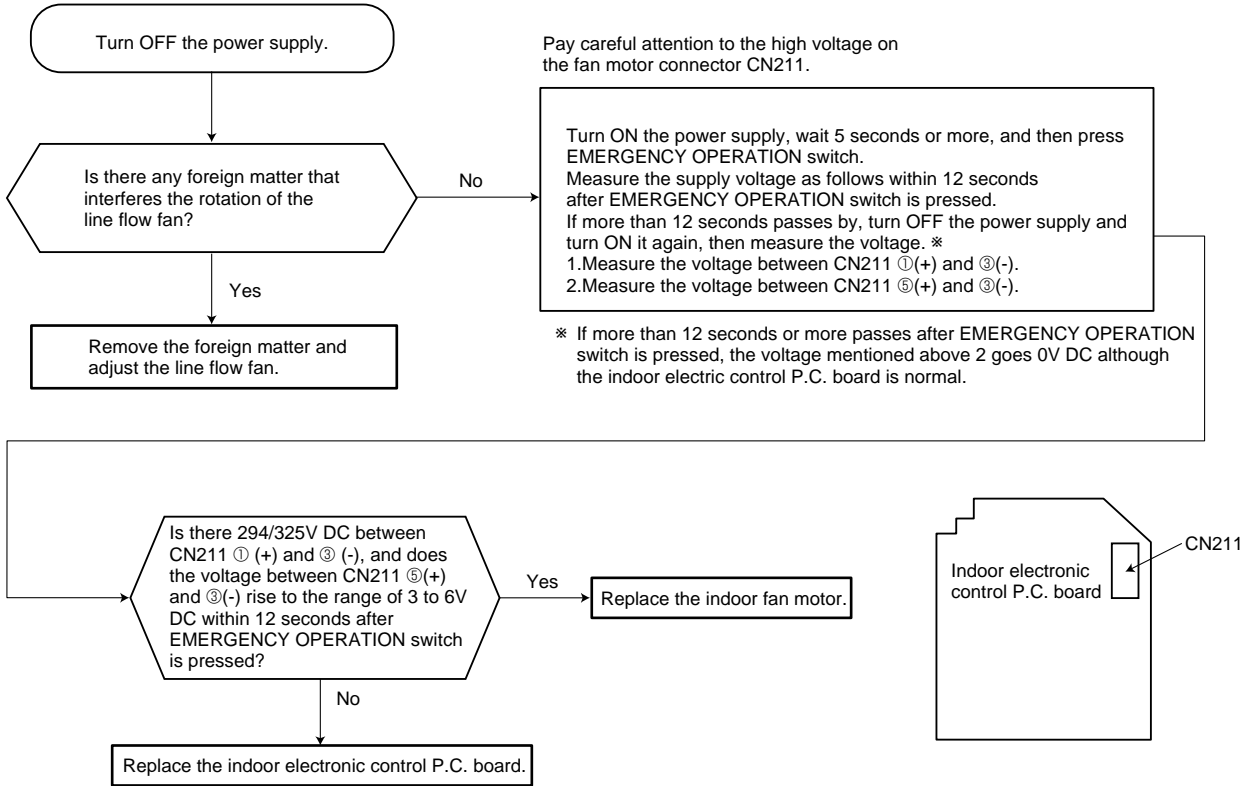 Turn OFF the power supply.
Pay careful attention to the high voltage on
the fan motor connector CN211.
Is there any foreign matter that
interferes the rotation of the
line flow fan?
No
Turn ON the power supply, wait 5 seconds or more, and then press
EMERGENCY OPERATION switch.
Measure the supply voltage as follows within 12 seconds
after EMERGENCY OPERATION switch is pressed.
If more than 12 seconds passes by, turn OFF the power supply and
turn ON it again, then measure the voltage. ※
1.Measure the voltage between CN211 ①(+) and ③(-).
2.Measure the voltage between CN211 ⑤(+) and ③(-).
Yes
Remove the foreign matter and
adjust the line flow fan.
※ If more than 12 seconds or more passes after EMERGENCY OPERATION
switch is pressed, the voltage mentioned above 2 goes 0V DC although
the indoor electric control P.C. board is normal.
Is there 294/325V DC between
CN211 ① (+) and ③ (-), and does
the voltage between CN211 ⑤(+)
and ③(-) rise to the range of 3 to 6V
DC within 12 seconds after
EMERGENCY OPERATION switch
is pressed?
Yes
Replace the indoor fan motor.
No
Replace the indoor electronic control P.C. board.
CN211
Indoor electronic
control P.C. board